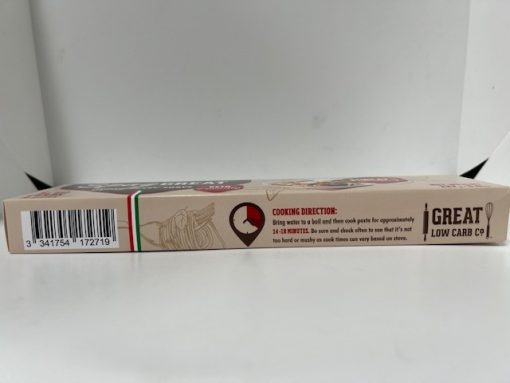 GREAT
COOKING DIRECTION:
Bring water to a boil and then cook pasta for approximately
14-18 MINUTES. Be sure and check often to see that it's not
too hard or mushy as cook times can vary based on stove.
GREAT
LOW CARB Co
3 341754 172719